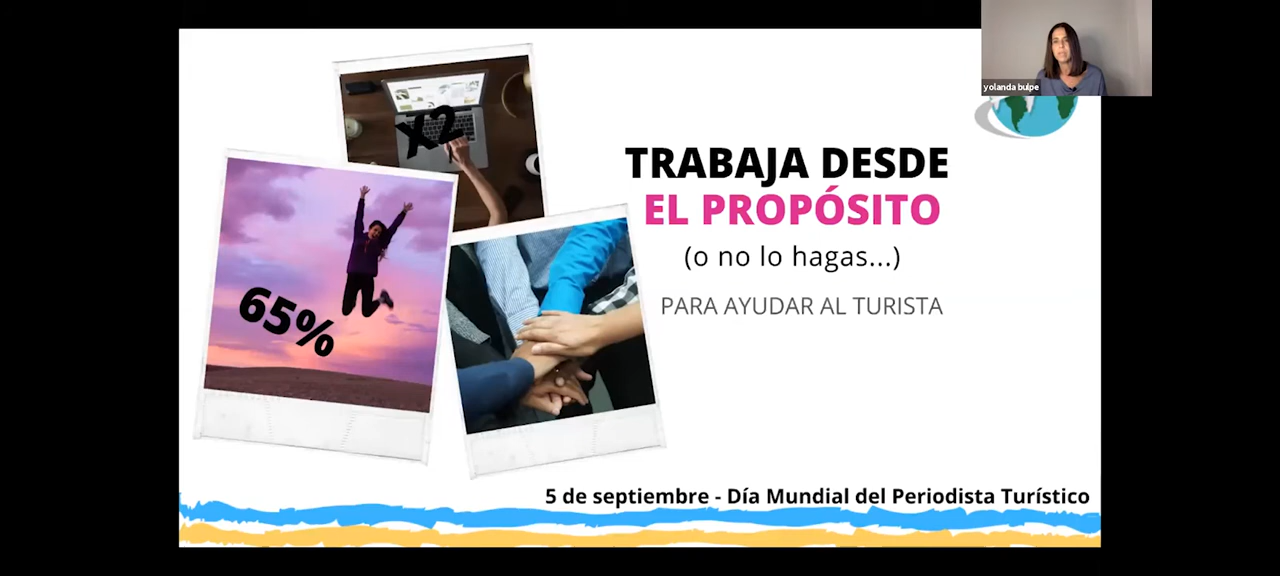 yolanda bulpe
X2
65%
TRABAJA DESDE
EL PROPÓSITO
(o no lo hagas...)
PARA AYUDAR AL TURISTA
5 de septiembre - Día Mundial del Periodista Turístico